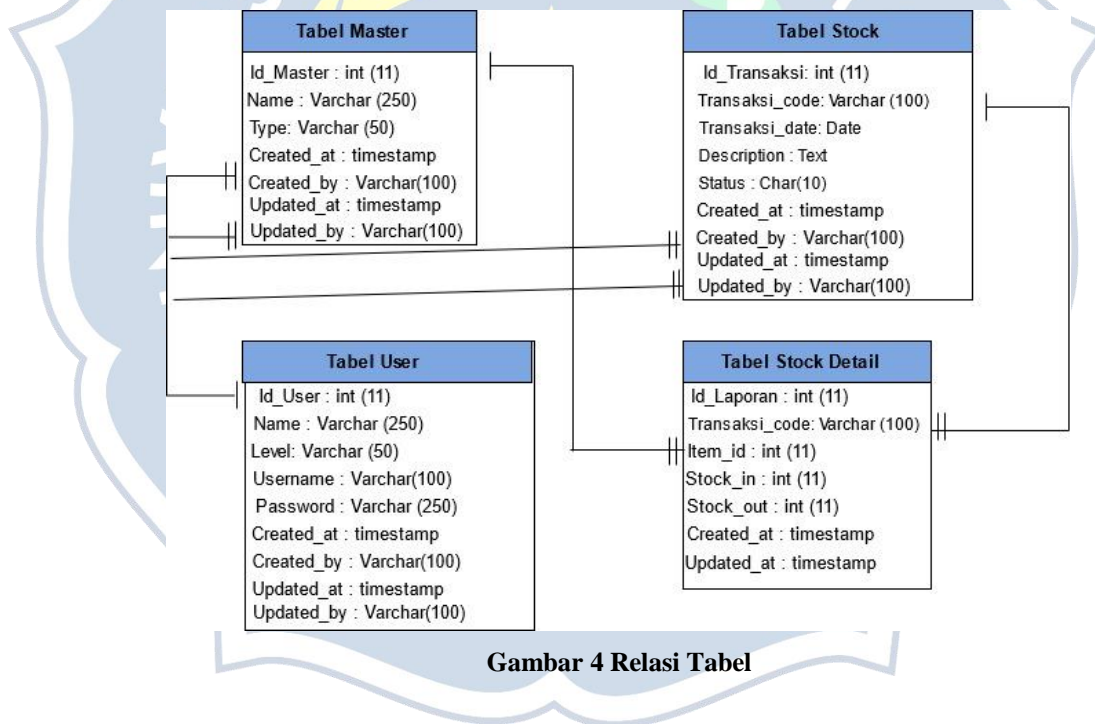 Tabel Master
Id_Master : int (11)
Name : Varchar (250)
Type: Varchar (50)
Created_at : timestamp
Created_by : Varchar(100)
Updated_at : timestamp
Updated_by : Varchar(100)
Tabel Stock
Id_Transaksi: int (11)
Transaksi_code: Varchar (100)
Transaksi_date: Date
Description : Text
Status : Char(10)
Created_at : timestamp
Created_by : Varchar(100)
Updated_at : timestamp
Updated_by : Varchar(100)
Tabel User
Id_User : int (11)
Name : Varchar (250)
Level: Varchar (50)
Username : Varchar(100)
Password : Varchar (250)
Created_at : timestamp
Created_by : Varchar(100)
Updated_at : timestamp
Updated_by : Varchar(100)
Tabel Stock Detail
Id_Laporan : int (11)
Transaksi_code: Varchar (100)
Item_id : int (11)
Stock_in : int (11)
Stock_out : int (11)
Created_at : timestamp
Updated_at : timestamp
Gambar 4 Relasi Tabel